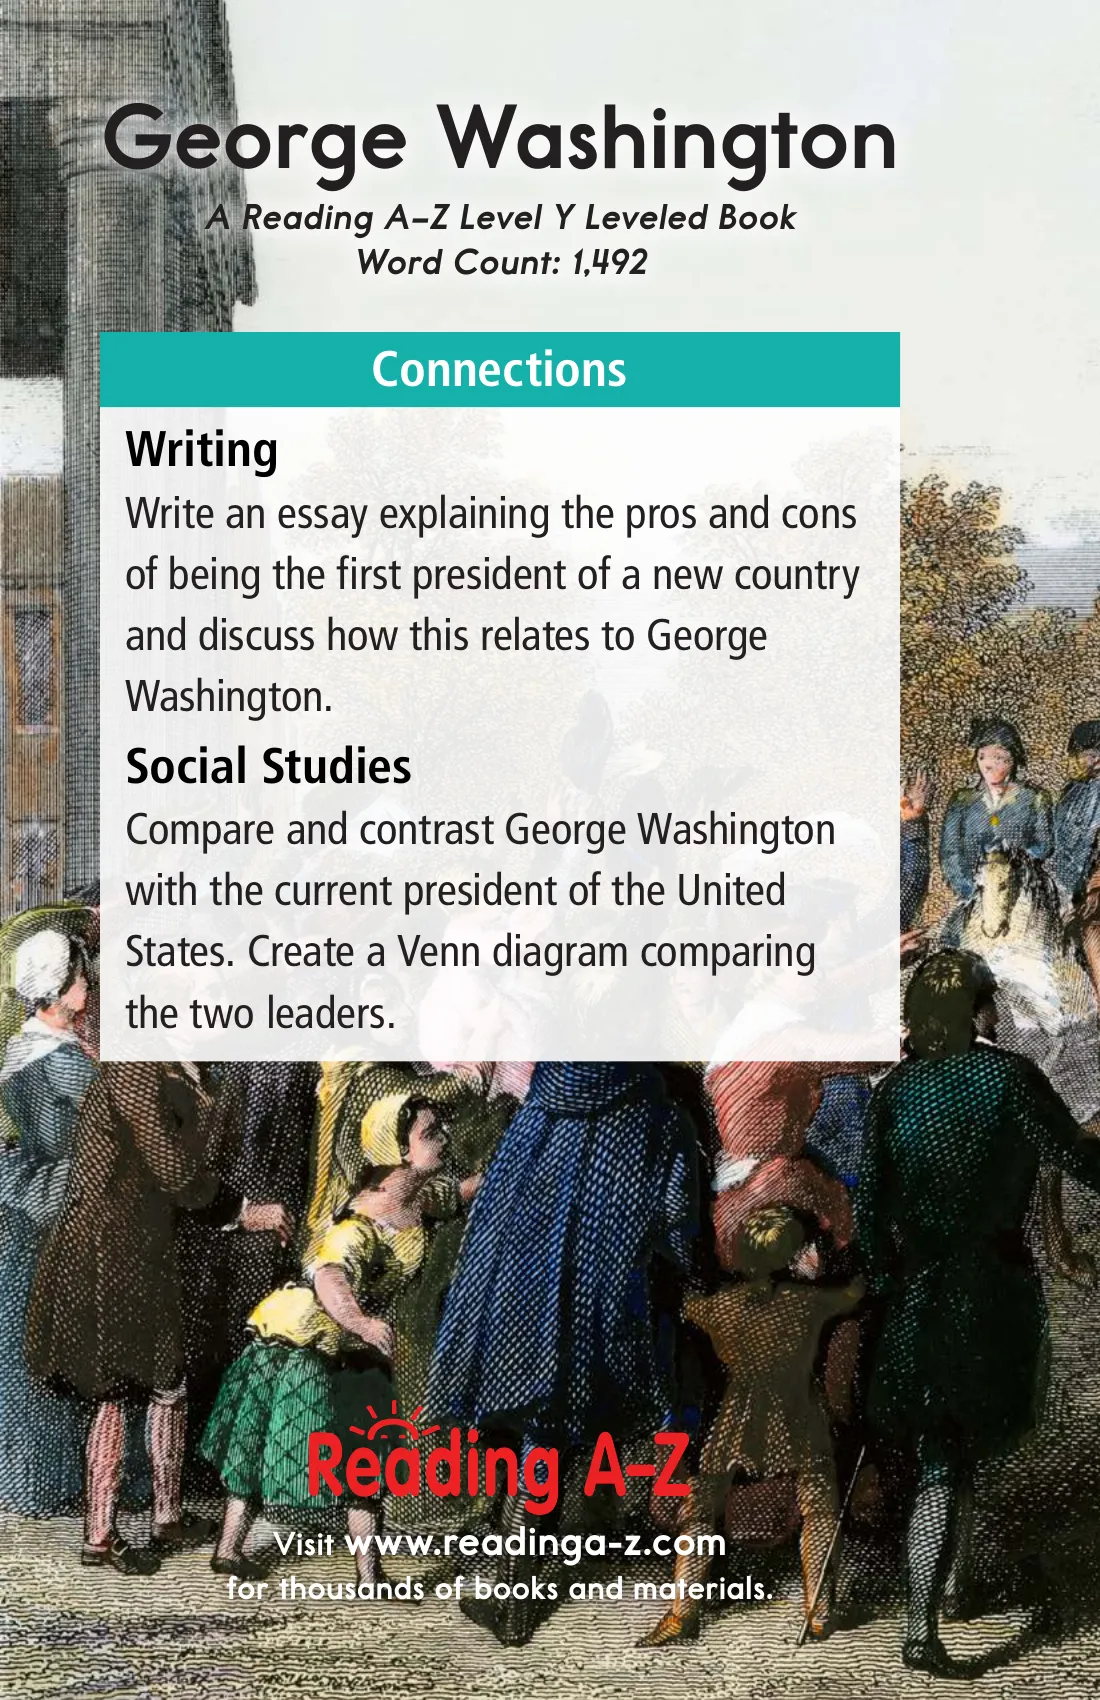 George Washington
A Reading A–Z Level Y Leveled Book
Word Count: 1,492
Connections
Writing
Write an essay explaining the pros and cons
of being the first president of a new country
and discuss how this relates to George
Washington.
Social Studies
Compare and contrast George Washington
with the current president of the United
States. Create a Venn diagram comparing
the two leaders.
Reading A–Z
Visit www.readinga-z.com
for thousands of books and materials.